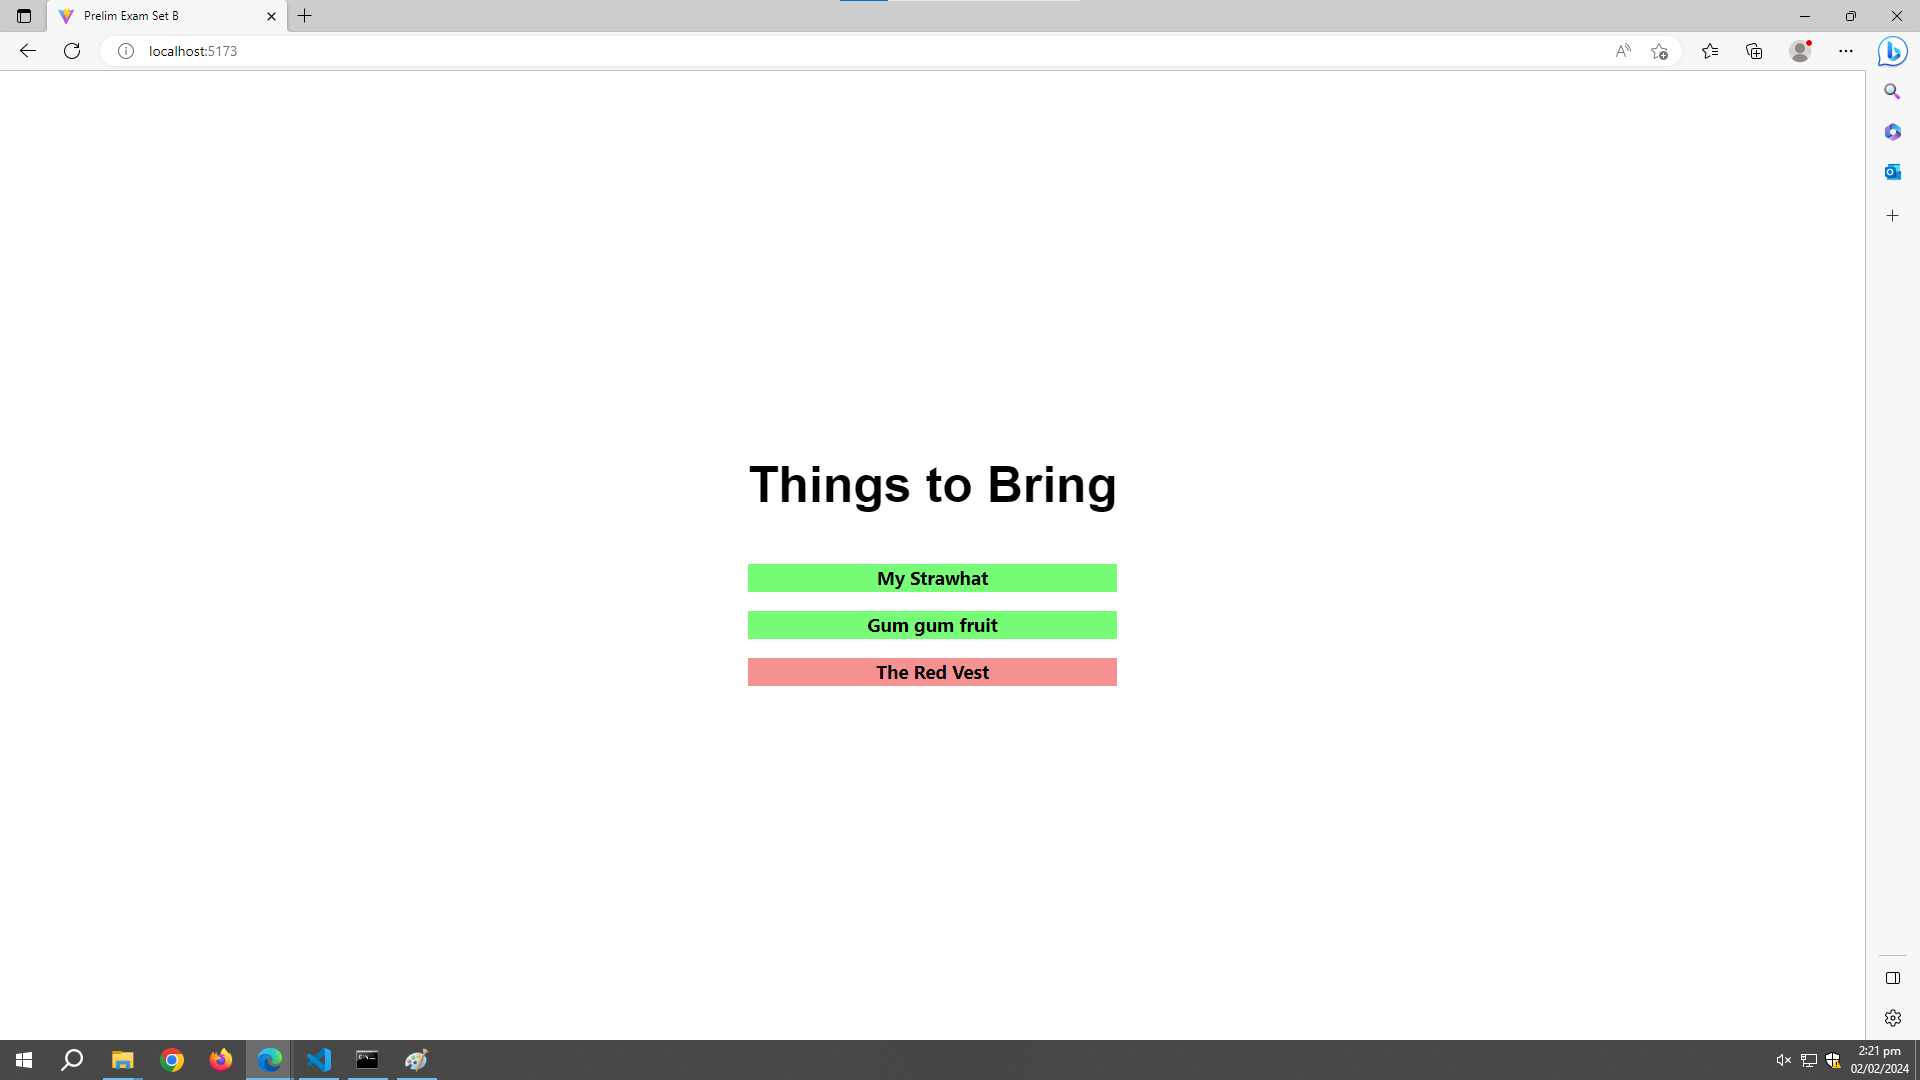 Prelim Exam Set B
localhost:5173
Things to Bring
My Strawhat
Gum gum fruit
The Red Vest
2:21 pm
02/02/2024